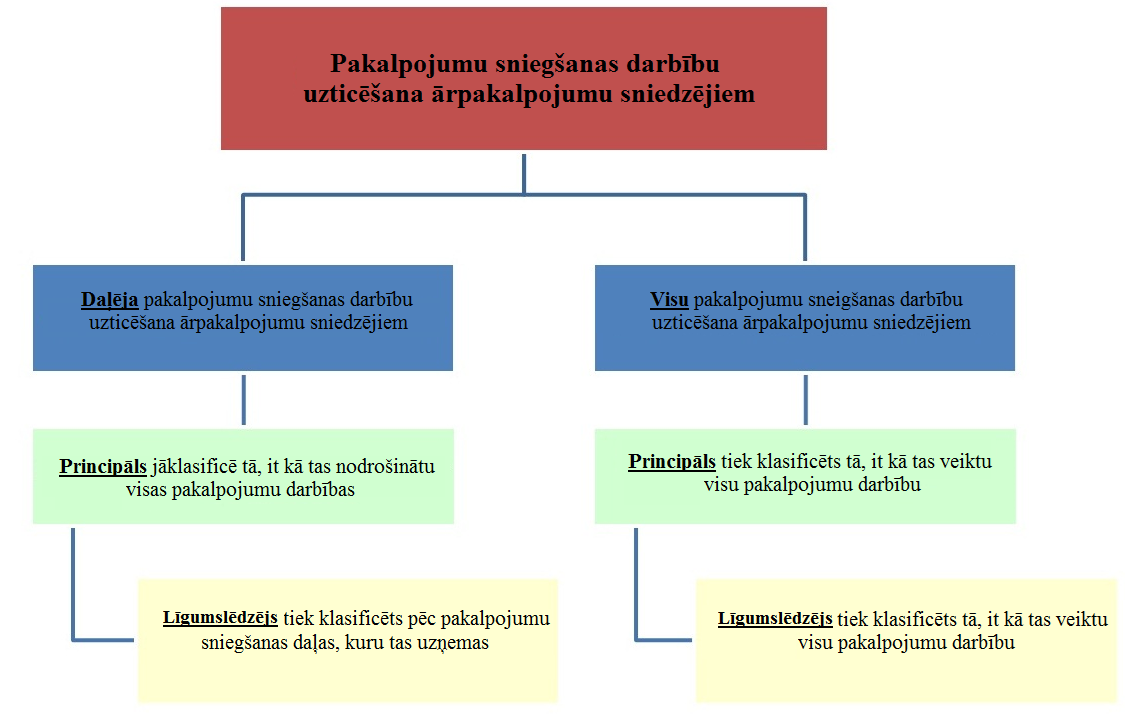 Pakalpojumu sniegšanas darbību
uzticēšana ārpakalpojumu sniedzējiem
Daļēja pakalpojumu sniegšanas darbību
uzticēšana ārpakalpojumu sniedzējiem
Visu pakalpojumu sneigšanas darbību
uzticēšana ārpakalpojumu sniedzējiem
Principāls jāklasificē tā, it kā tas nodrošinātu
visas pakalpojumu darbības
Principāls tiek klasificēts tā, it kā tas veiktu
visu pakalpojumu darbību
Līgumslēdzējs tiek klasificēts pēc pakalpojumu
sniegšanas daļas, kuru tas uzņemas
Līgumslēdzējs tiek klasificēts tā, it kā tas veiktu
visu pakalpojumu darbību